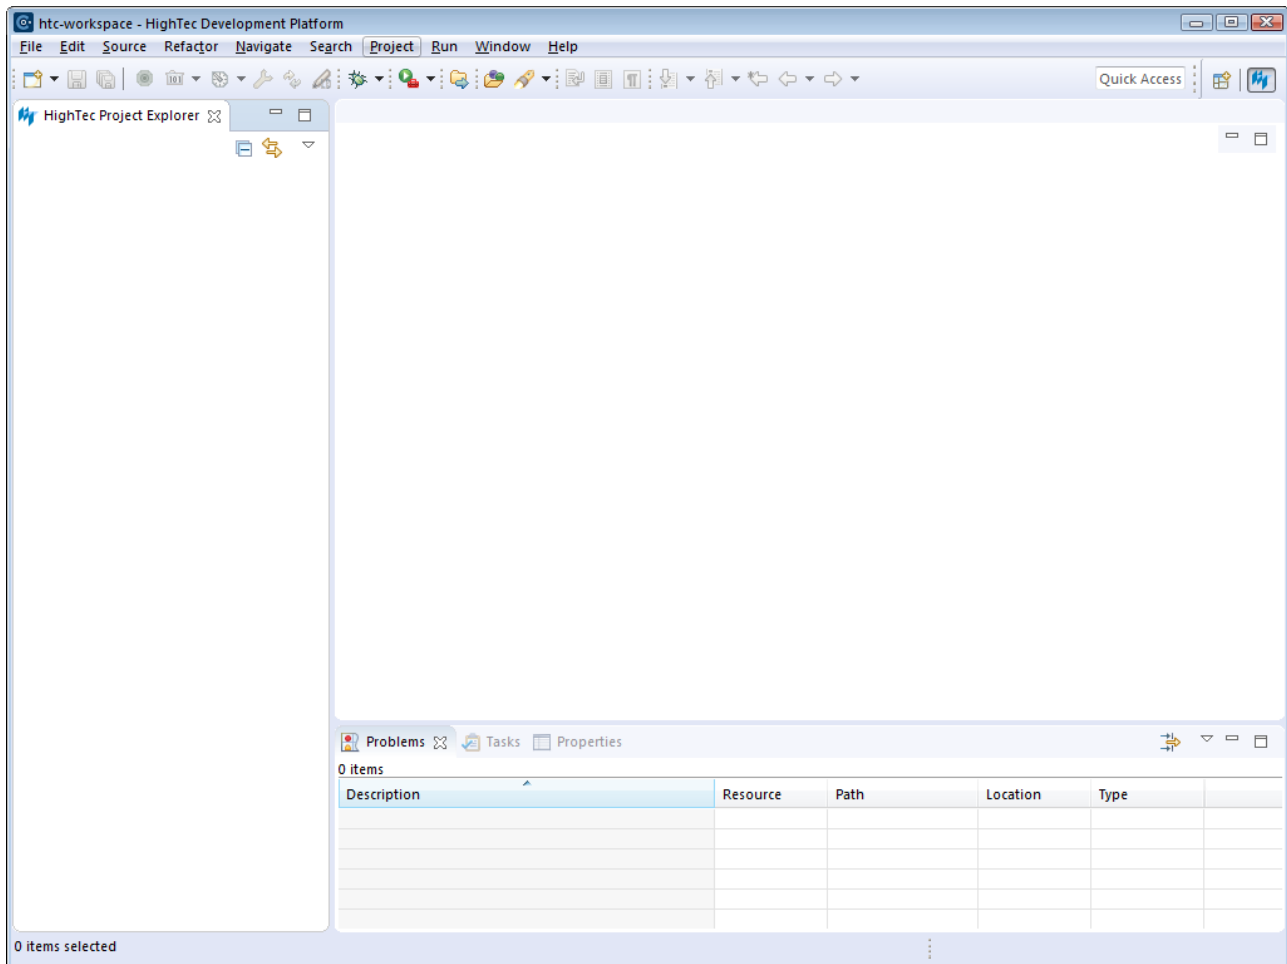 htc-workspace - HighTec Development Platform
File Edit Source Refactor Navigate Search Project Run Window Help
Quick Access
HighTec Project Explorer
Problems Tasks Properties
0 items
Description Resource Path Location Type
0 items selected